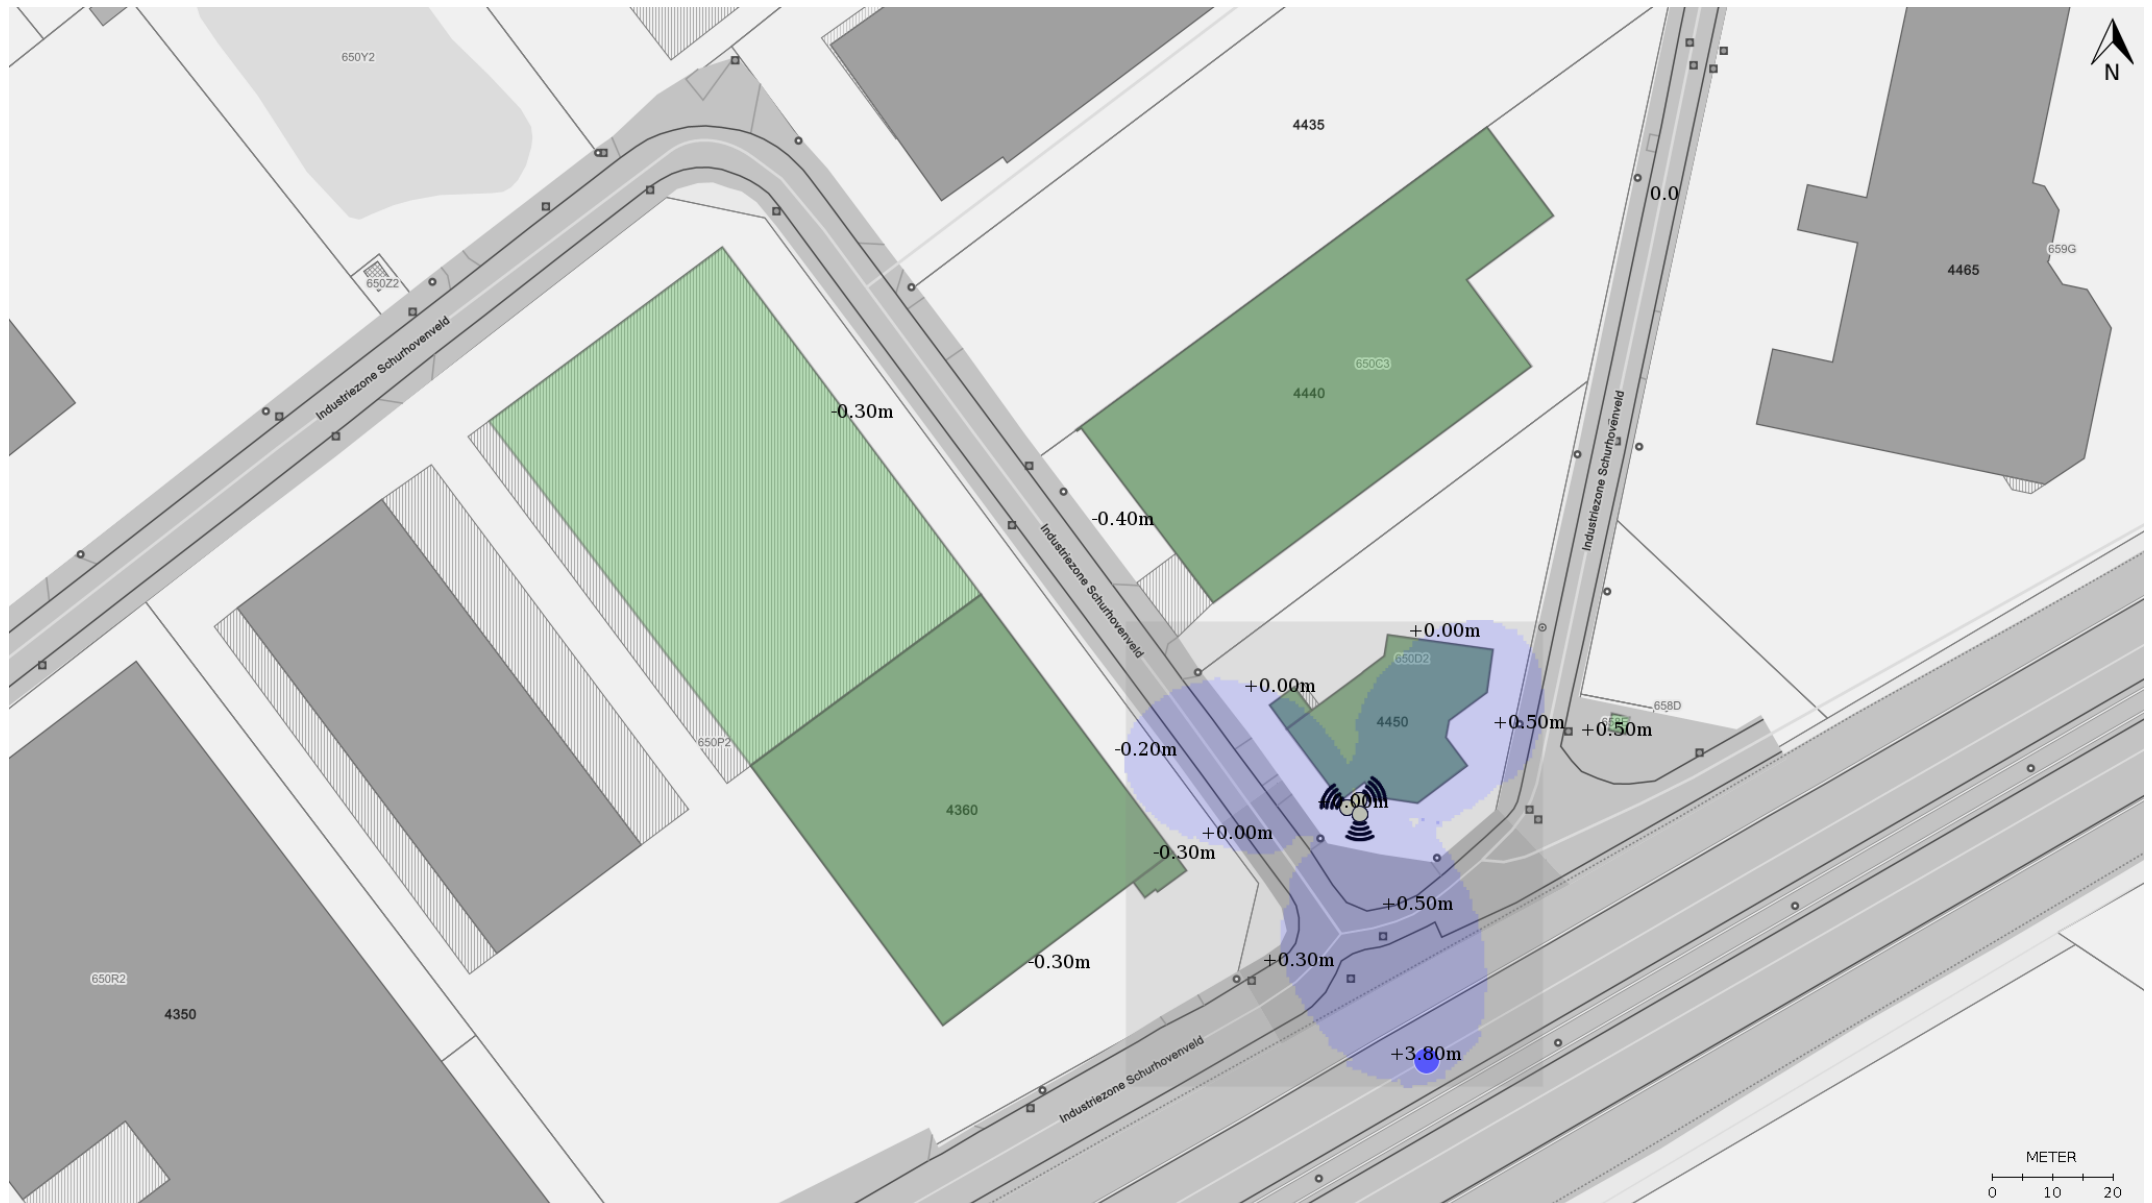 650Y2
N
4435
0.0
659G
4465
650Z2
Industriezone Schurhovenveld
650C3
4440
-0.30m
Industriezone Schurhovenveld
-0.40m
Industriezone Schurhovenveld
+0.00m
650D2
+0.00m
658D
4450
+0.50m
+0.50m
650P2
-0.20m
4360
+0.00m
-0.30m
+0.50m
-0.30m
+0.30m
650R2
4350
+3.80m
Industriezone Schurhovenveld
METER
0 10 20